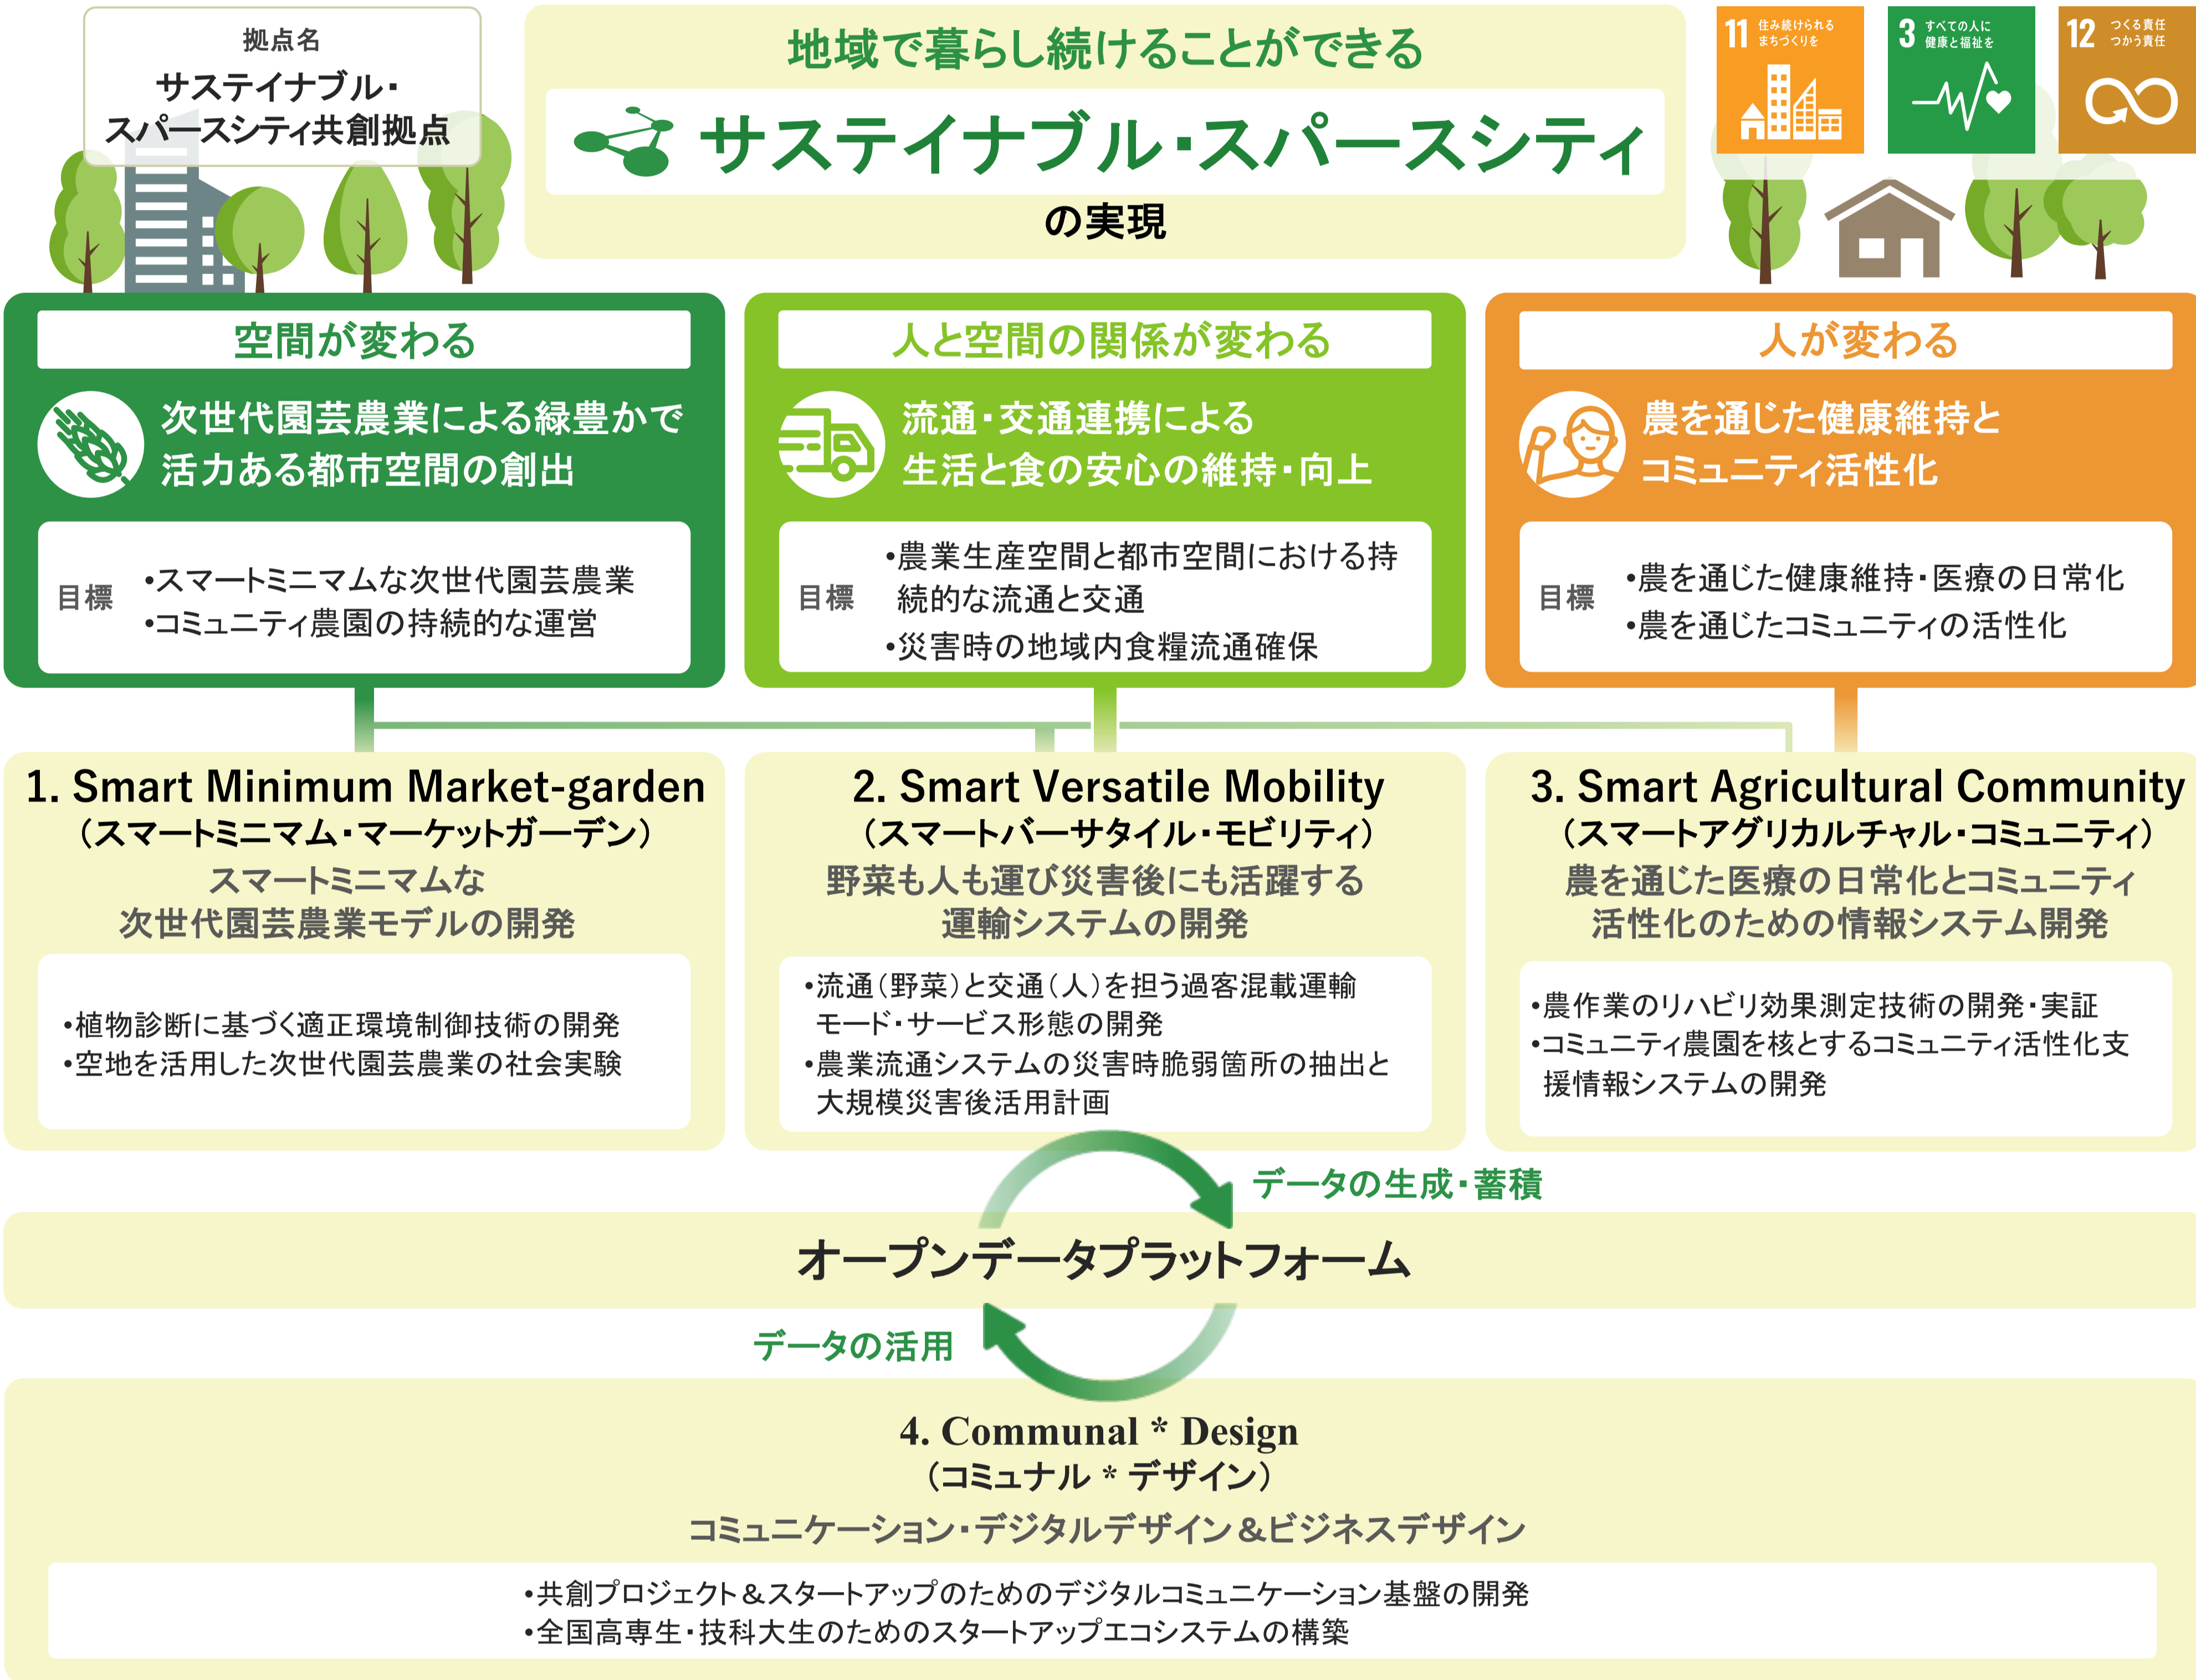 拠点名
サステイナブル・
スパースシティ共創拠点
地域で暮らし続けることができる
サステイナブル・スパースシティ
の実現
11 住み続けられる
まちづくりを
3 すべての人に
健康と福祉を
12 つくる責任
つかう責任
空間が変わる
次世代園芸農業による緑豊かで
活力ある都市空間の創出
目標
・スマートミニマムな次世代園芸農業
・コミュニティ農園の持続的な運営
人と空間の関係が変わる
流通・交通連携による
生活と食の安心の維持・向上
目標
・農業生産空間と都市空間における持
続的な流通と交通
・災害時の地域内食糧流通確保
人が変わる
農を通じた健康維持と
コミュニティ活性化
目標
・農を通じた健康維持・医療の日常化
・農を通じたコミュニティの活性化
1. Smart Minimum Market-garden
（スマートミニマム・マーケットガーデン）
スマートミニマムな
次世代園芸農業モデルの開発
・植物診断に基づく適正環境制御技術の開発
・空地を活用した次世代園芸農業の社会実験
2. Smart Versatile Mobility
（スマートバーサタイル・モビリティ）
野菜も人も運び災害後にも活躍する
運輸システムの開発
・流通（野菜）と交通（人）を担う過客混載運輸
モード・サービス形態の開発
・農業流通システムの災害時脆弱箇所の抽出と
大規模災害後活用計画
3. Smart Agricultural Community
（スマートアグリカルチャル・コミュニティ）
農を通じた医療の日常化とコミュニティ
活性化のための情報システム開発
・農作業のリハビリ効果測定技術の開発・実証
・コミュニティ農園を核とするコミュニティ活性化支
援情報システムの開発
データの生成・蓄積
オープンデータプラットフォーム
データの活用
4. Communal * Design
（コミュナル * デザイン）
コミュニケーション・デジタルデザイン＆ビジネスデザイン
・共創プロジェクト＆スタートアップのためのデジタルコミュニケーション基盤の開発
・全国高専生・技科大生のためのスタートアップエコシステムの構築